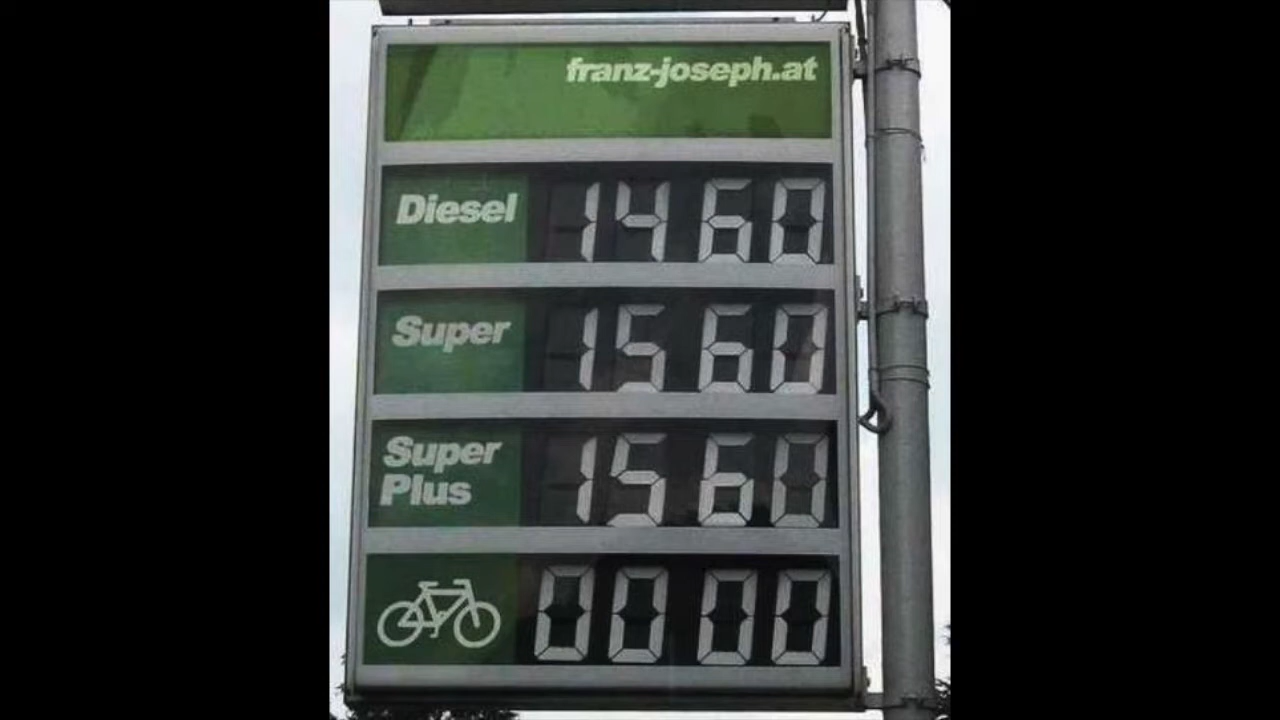 franz-joseph.at
Diesel 1460
Super 1560
Super
Plus 1560
0000